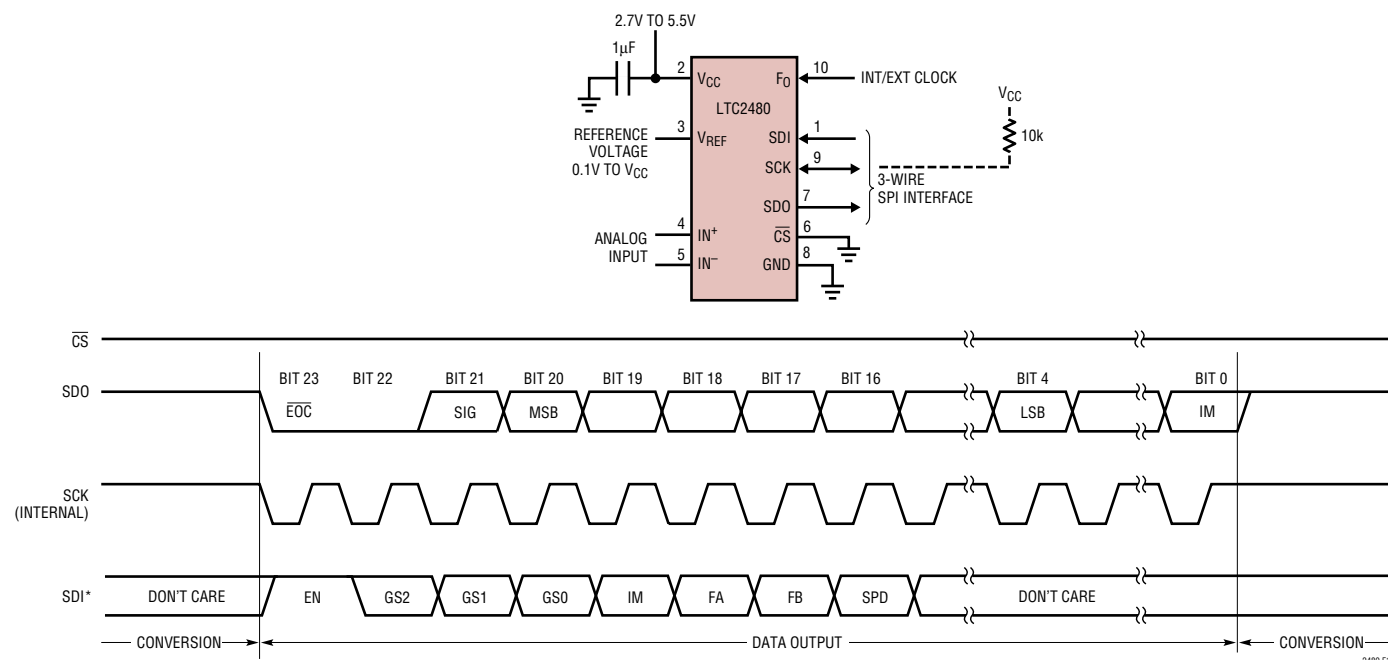 2.7V TO 5.5V
1µF
2
VCC
LTC2480
F0
10
INT/EXT CLOCK
VCC
10k
REFERENCE
VOLTAGE
0.1V TO VCC
3
VREF
SDI
1
SCK
9
3-WIRE
SPI INTERFACE
SDO
7
ANALOG
INPUT
4
IN+
5
IN–
CS
6
GND
8
CS
SDO
BIT 23
BIT 22
BIT 21
BIT 20
BIT 19
BIT 18
BIT 17
BIT 16
BIT 4
BIT 0
EOC
SIG
MSB
LSB
IM
SCK
(INTERNAL)
SDI*
DON'T CARE
EN
GS2
GS1
GS0
IM
FA
FB
SPD
DON'T CARE
CONVERSION
DATA OUTPUT
CONVERSION